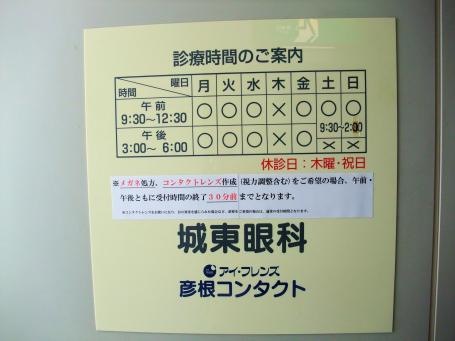 診療時間のご案内
曜日 月 火 水 木 金 土 日
時間
午前 9:30~12:30 ○ ○ ○ × ○ ○ ○
9:30~2:00
午後 3:00~6:00 ○ ○ ○ × ○ × ×
休診日：木曜・祝日
※メガネ処方、コンタクトレンズ作成（視力調整含む）をご希望の場合、午前・
午後ともに受付時間の終了３０分前までとなります。
城東眼科
アイ・フレンズ
彦根コンタクト